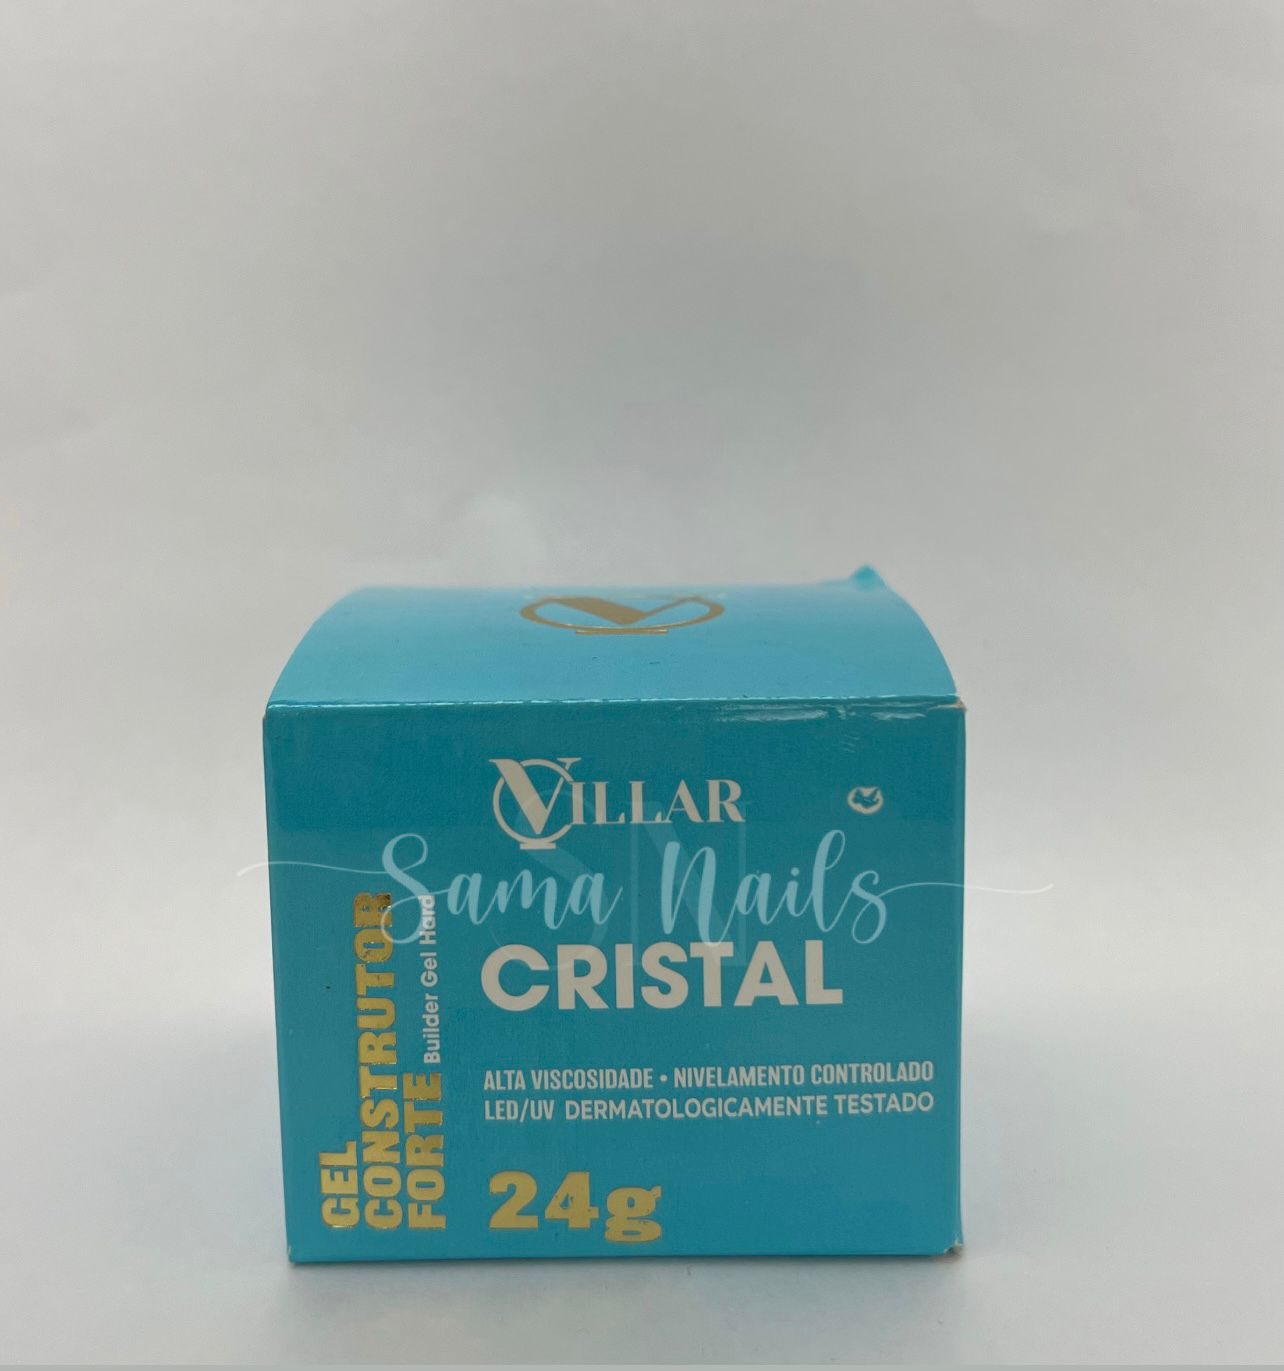 VILLAR
Sama Nails
SN
CRISTAL
GEL
CONSTRUTOR
FORTE Builder Gel Hard
ALTA VISCOSIDADE • NIVELAMENTO CONTROLADO
LED/UV DERMATOLOGICAMENTE TESTADO
24g